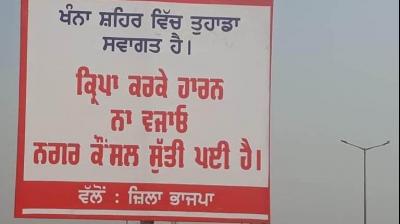 ਖੰਨਾ ਸ਼ਹਿਰ ਵਿੱਚ ਤੁਹਾਡਾ
ਸਵਾਗਤ ਹੈ।
ਕ੍ਰਿਪਾ ਕਰਕੇ ਹਾਰਨ
ਨਾ ਵਜਾਓ
ਨਗਰ ਕੌਂਸਲ ਸੁੱਤੀ ਪਈ ਹੈ।
ਵੱਲੋਂ : ਜ਼ਿਲਾ ਭਾਜਪਾ